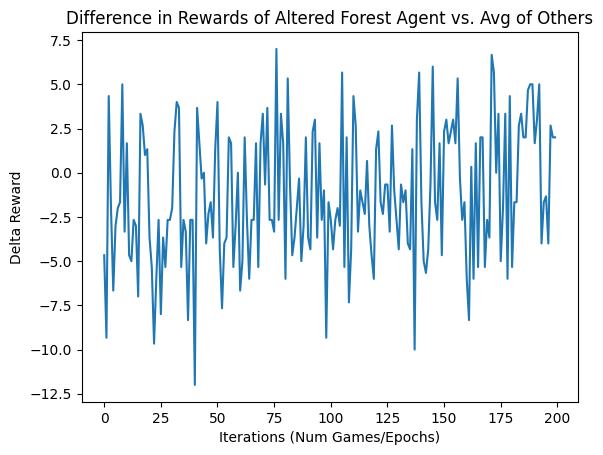 Difference in Rewards of Altered Forest Agent vs. Avg of Others
7.5
5.0
2.5
0.0
−2.5
−5.0
−7.5
−10.0
−12.5
Delta Reward
0 25 50 75 100 125 150 175 200
Iterations (Num Games/Epochs)